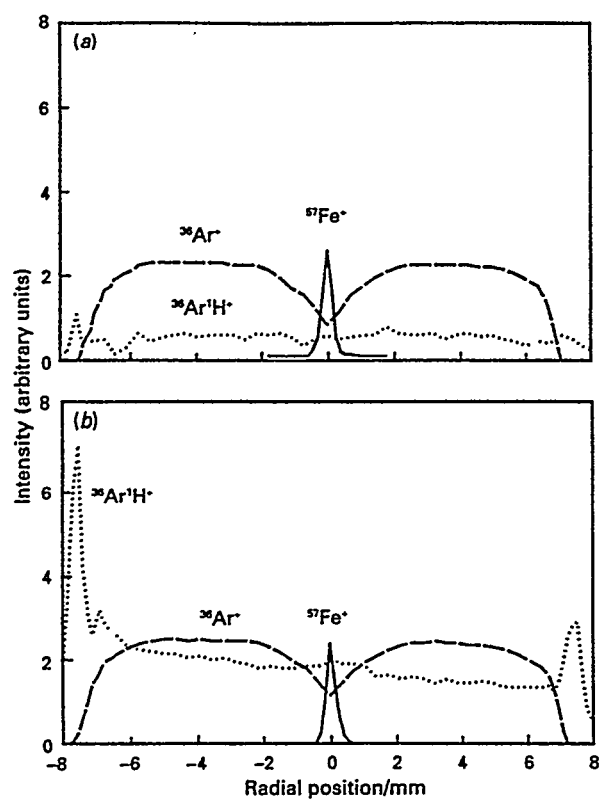 8
(a)
6
⁵⁷Fe⁺
4
³⁶Ar⁺
2
³⁶Ar¹H⁺
0
Intensity (arbitrary units)
8
(b)
6
³⁶Ar¹H⁺
4
³⁶Ar⁺
⁵⁷Fe⁺
2
0
-8 -6 -4 -2 0 2 4 6 8
Radial position/mm